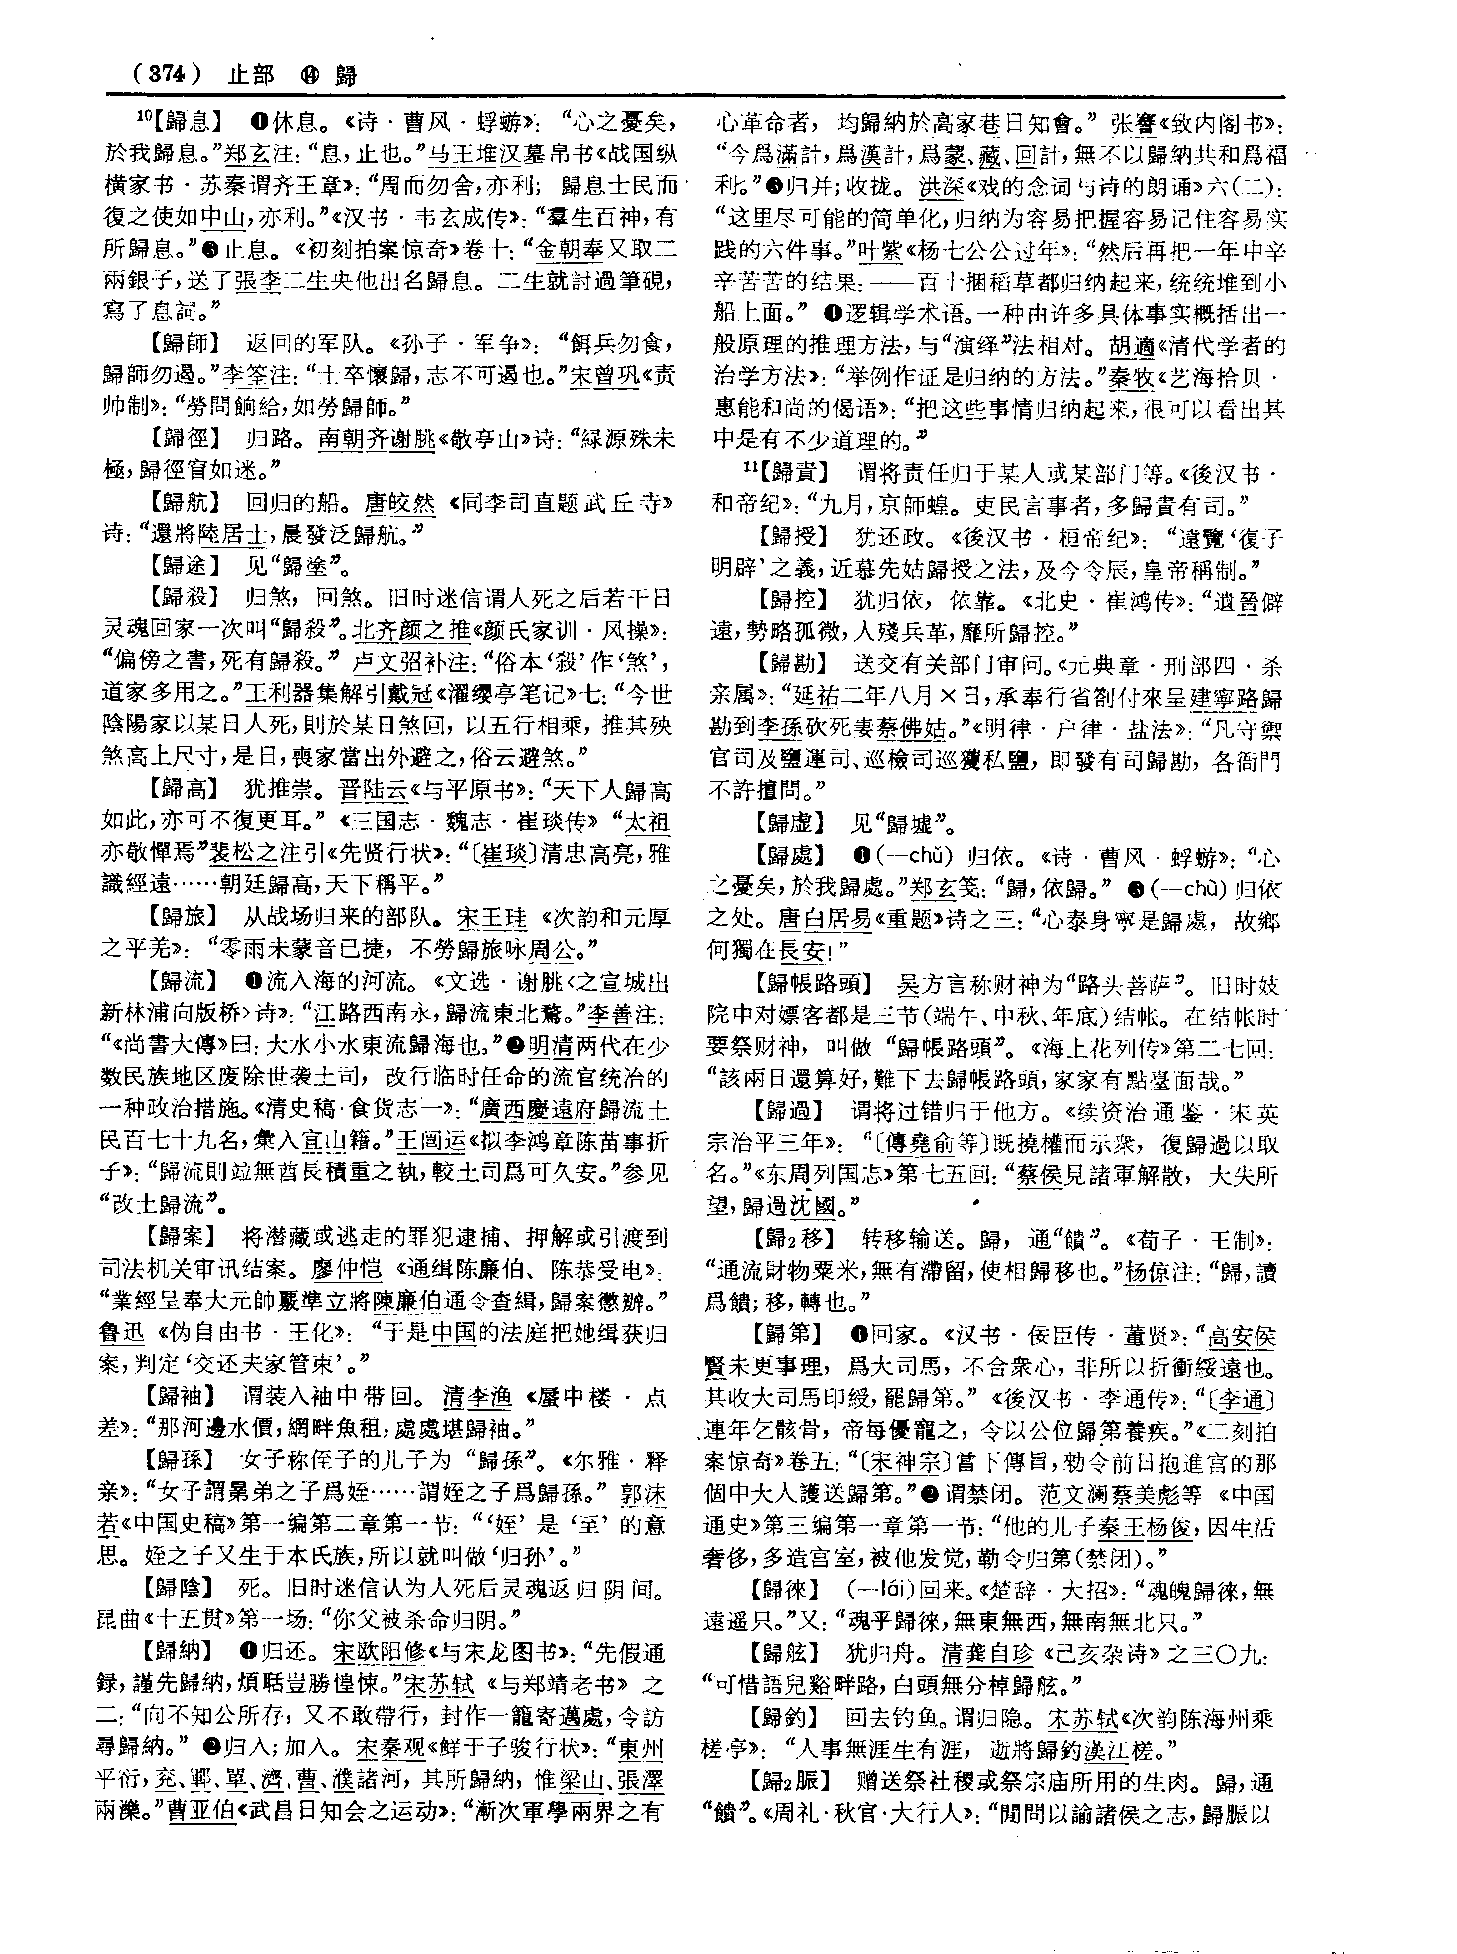 (374) 止部 ⓮ 歸
¹⁰【歸息】 ❶休息。《诗·曹风·蜉蝣》：“心之憂矣，
於我歸息。”郑玄注：“息，止也。”马王堆汉墓帛书《战国纵
横家书·苏秦谓齐王章》：“周而勿舍，亦利；歸息士民而
復之使如中山，亦利。”《汉书·韦玄成传》：“羣生百神，有
所歸息。”❷止息。《初刻拍案惊奇》卷十：“金朝奉又取二
兩銀子，送了張李二生央他出名歸息。二生就討過筆硯，
寫了息詞。”
【歸師】 返回的军队。《孙子·军争》：“餌兵勿食，
歸師勿遏。”李筌注：“士卒懷歸，志不可遏也。”宋曾巩《责
帅制》：“勞問餉給，如勞歸師。”
【歸徑】 归路。南朝齐谢朓《敬亭山》诗：“緑源殊未
極，歸徑窅如迷。”
【歸航】 回归的船。唐皎然《同李司直题武丘寺》
诗：“還將陸居士，晨發泛歸航。”
【歸途】 见“歸塗”。
【歸殺】 归煞，回煞。旧时迷信谓人死之后若干日
灵魂回家一次叫“歸殺”。北齐颜之推《颜氏家训·风操》：
“偏傍之書，死有歸殺。”卢文弨补注：“俗本‘殺’作‘煞’，
道家多用之。”王利器集解引戴冠《濯缨亭笔记》七：“今世
陰陽家以某日人死，則於某日煞回，以五行相乘，推其殃
煞高上尺寸，是日，喪家當出外避之，俗云避煞。”
【歸高】 犹推崇。晋陆云《与平原书》：“天下人歸高
如此，亦可不復更耳。”《三国志·魏志·崔琰传》“太祖
亦敬憚焉”裴松之注引《先贤行状》：“〔崔琰〕清忠高亮，雅
識經遠……朝廷歸高，天下稱平。”
【歸旅】 从战场归来的部队。宋王珪《次韵和元厚
之平羌》：“零雨未蒙音已捷，不勞歸旅咏周公。”
【歸流】 ❶流入海的河流。《文选·谢朓〈之宣城出
新林浦向版桥〉诗》：“江路西南永，歸流東北騖。”李善注：
“《尚書大傳》曰：大水小水東流歸海也。”❷明清两代在少
数民族地区废除世袭土司，改行临时任命的流官统治的
一种政治措施。《清史稿·食货志一》：“廣西慶遠府歸流土
民百七十九名，彙入宜山籍。”王闿运《拟李鸿章陈苗事折
子》：“歸流則竝無酋長積重之執，較土司爲可久安。”参见
“改土歸流”。
【歸案】 将潜藏或逃走的罪犯逮捕、押解或引渡到
司法机关审讯结案。廖仲恺《通缉陈廉伯、陈恭受电》：
“業經呈奉大元帥嚴準立將陳廉伯通令查緝，歸案懲辦。”
鲁迅《伪自由书·王化》：“于是中国的法庭把她缉获归
案，判定‘交还夫家管束’。”
【歸袖】 谓装入袖中带回。清李渔《蜃中楼·点
差》：“那河邊水價，網畔魚租，處處堪歸袖。”
【歸孫】 女子称侄子的儿子为“歸孫”。《尔雅·释
亲》：“女子謂晜弟之子爲姪……謂姪之子爲歸孫。”郭沫
若《中国史稿》第一编第二章第一节：“‘姪’是‘至’的意
思。姪之子又生于本氏族，所以就叫做‘归孙’。”
【歸陰】 死。旧时迷信认为人死后灵魂返归阴间。
昆曲《十五贯》第一场：“你父被杀命归阴。”
【歸納】 ❶归还。宋欧阳修《与宋龙图书》：“先假通
録，謹先歸納，煩聒豈勝惶悚。”宋苏轼《与郑靖老书》之
二：“向不知公所存，又不敢帶行，封作一籠寄邁處，令訪
尋歸納。”❷归入；加入。宋秦观《鲜于子骏行状》：“東州
平衍，兗、鄆、單、濟、曹、濮諸河，其所歸納，惟梁山、張澤
兩濼。”曹亚伯《武昌日知会之运动》：“漸次軍學兩界之有
心革命者，均歸納於高家巷日知會。”张謇《致内阁书》：
“今爲滿計，爲漢計，爲蒙、藏、回計，無不以歸納共和爲福
利。”❸归并；收拢。洪深《戏的念词与诗的朗诵》六(二)：
“这里尽可能的简单化，归纳为容易把握容易记住容易实
践的六件事。”叶紫《杨七公公过年》：“然后再把一年中辛
辛苦苦的结果：——百十捆稻草都归纳起来，统统堆到小
船上面。”❹逻辑学术语。一种由许多具体事实概括出一
般原理的推理方法，与“演绎”法相对。胡適《清代学者的
治学方法》：“举例作证是归纳的方法。”秦牧《艺海拾贝·
惠能和尚的偈语》：“把这些事情归纳起来，很可以看出其
中是有不少道理的。”
¹¹【歸責】 谓将责任归于某人或某部门等。《後汉书·
和帝纪》：“九月，京師蝗。吏民言事者，多歸責有司。”
【歸授】 犹还政。《後汉书·桓帝纪》：“遠覽‘復子
明辟’之義，近慕先姑歸授之法，及今令辰，皇帝稱制。”
【歸控】 犹归依，依靠。《北史·崔鸿传》：“遺晉僻
遠，勢略孤微，人殘兵革，靡所歸控。”
【歸勘】 送交有关部门审问。《元典章·刑部四·杀
亲属》：“延祐二年八月×日，承奉行省劄付來呈建寧路歸
勘到李孫砍死妻蔡佛姑。”《明律·户律·盐法》：“凡守禦
官司及鹽運司、巡檢司巡獲私鹽，即發有司歸勘，各衙門
不許擅問。”
【歸虚】 见“歸墟”。
【歸處】 ❶(—chǔ) 归依。《诗·曹风·蜉蝣》：“心
之憂矣，於我歸處。”郑玄笺：“歸，依歸。”❷(—chù) 归依
之处。唐白居易《重题》诗之三：“心泰身寧是歸處，故鄉
何獨在長安！”
【歸帳路頭】 吴方言称财神为“路头菩萨”。旧时妓
院中对嫖客都是三节(端午、中秋、年底)结帐。在结帐时
要祭财神，叫做“歸帳路頭”。《海上花列传》第二七回：
“該兩日還算好，難下去歸帳路頭，家家有點檯面哉。”
【歸過】 谓将过错归于他方。《续资治通鉴·宋英
宗治平三年》：“〔傅堯俞等〕既撓權而示衆，復歸過以取
名。”《东周列国志》第七五回：“蔡侯見諸軍解散，大失所
望，歸過沈國。”
【歸₂移】 转移输送。歸，通“饋”。《荀子·王制》：
“通流財物粟米，無有滯留，使相歸移也。”杨倞注：“歸，讀
爲饋；移，轉也。”
【歸第】 ❶回家。《汉书·佞臣传·董贤》：“高安侯
賢未更事理，爲大司馬，不合衆心，非所以折衝綏遠也。
其收大司馬印綬，罷歸第。”《後汉书·李通传》：“〔李通〕
連年乞骸骨，帝每優寵之，令以公位歸第養疾。”《二刻拍
案惊奇》卷五：“〔宋神宗〕當下傳旨，勑令前日抱進宫的那
個中大人護送歸第。”❷谓禁闭。范文澜蔡美彪等《中国
通史》第三编第一章第一节：“他的儿子秦王杨俊，因生活
奢侈，多造宫室，被他发觉，勒令归第(禁闭)。”
【歸徠】 (—lái)回来。《楚辞·大招》：“魂魄歸徠，無
遠遥只。”又：“魂乎歸徠，無東無西，無南無北只。”
【歸舷】 犹归舟。清龚自珍《己亥杂诗》之三〇九：
“可惜語兒谿畔路，白頭無分棹歸舷。”
【歸釣】 回去钓鱼。谓归隐。宋苏轼《次韵陈海州乘
槎亭》：“人事無涯生有涯，逝將歸釣漢江槎。”
【歸₂脤】 赠送祭社稷或祭宗庙所用的生肉。歸，通
“饋”。《周礼·秋官·大行人》：“閒問以諭諸侯之志，歸脤以